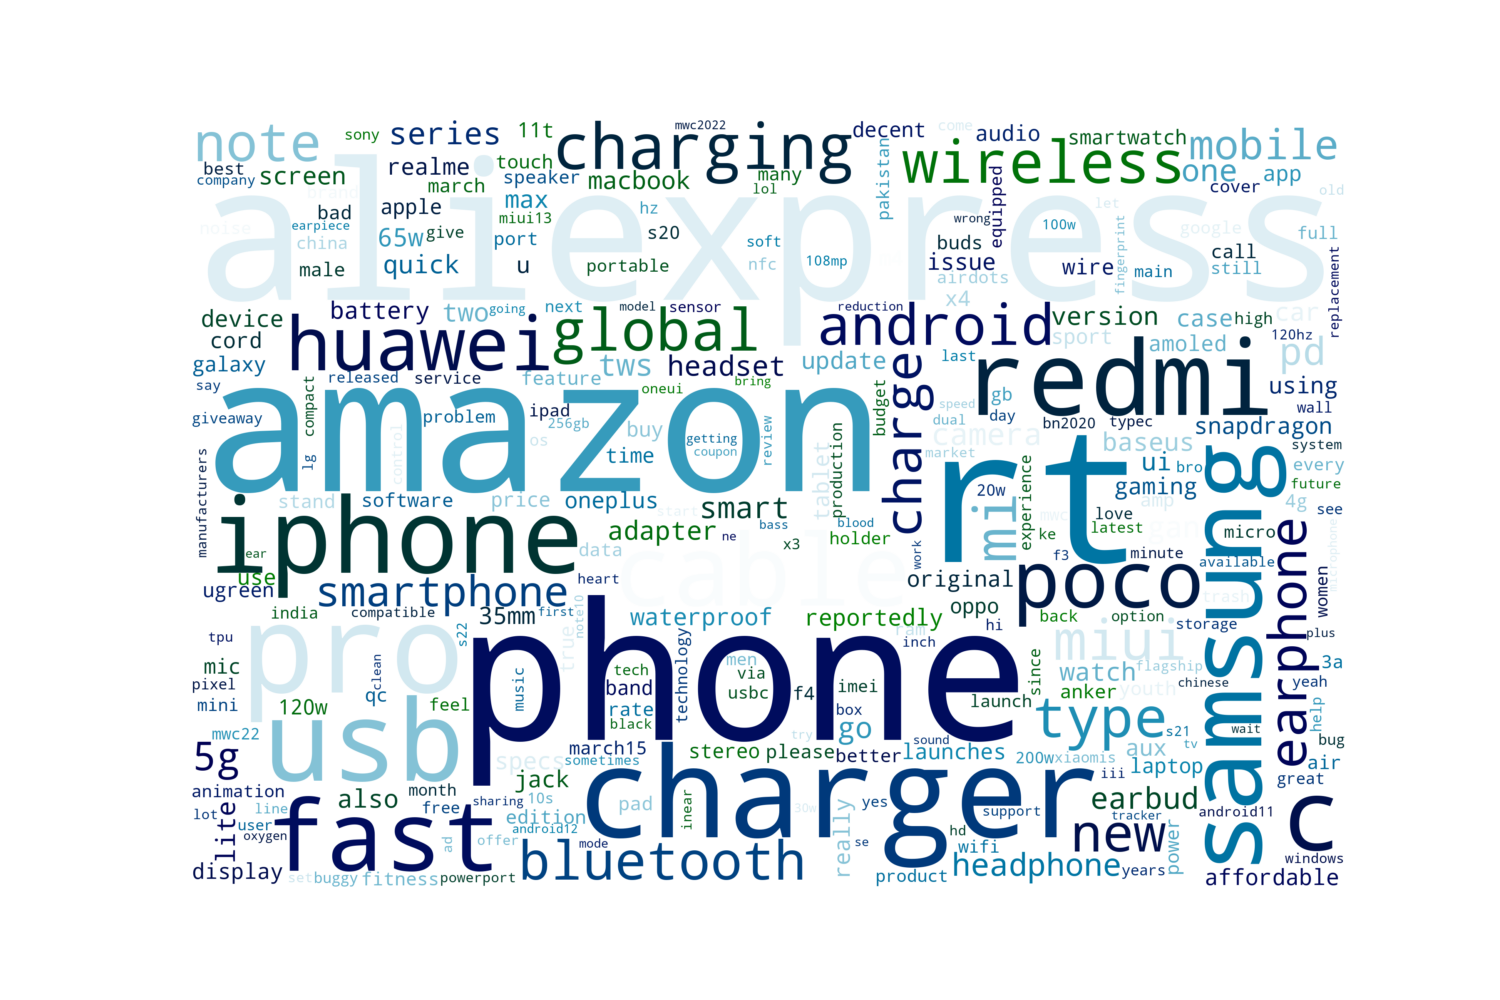 note
sony
series
11t
charging
mwc2022
decent
come
audio
smartwatch
mobile
best
company
screen
realme
touch
march
speaker
macbook
many
lol
pakistan
wireless
equipped
one
app
cover
old
aliexpress
noise
bad
earpiece
china
male
apple
65w
give
quick
max
miui13
port
u
hz
s20
portable
soft
nfc
108mp
buds
issue
airdots
x4
wrong
wire
100w
let
main
fingerprint
google
call
still
full
replacement
device
cord
galaxy
battery
huawei
two
going
next
global
model
sensor
reduction
android
version
sport
case
amoled
high
car
120hz
pd
say
giveaway
compact
released
service
feature
tws
headset
oneui
bring
update
budget
charge
last
redmi
using
wall
amazon
problem
ipad
256gb
os
buy
time
getting
coupon
review
production
tablet
camera
speed
gb
dual
day
market
bn2020
typec
baseus
snapdragon
system
manufacturers
lg
control
stand
software
price
oneplus
smart
start
adapter
ne
bass
x3
blood
holder
rt
20w
mi
experience
ui
bro
gaming
amp
mwc
love
latest
ke
gan
every
future
4g
see
micro
samsung
iphone
ear
use
data
cable
work
f3
minute
available
microphone
ugreen
smartphone
heart
original
poco
trash
women
earphone
india
compatible
35mm
first
note10
s22
waterproof
reportedly
oppo
hi
back
option
storage
plus
tpu
mic
pixel
mini
pro
clean
qc
120w
feel
true
music
phone
technology
men
tech
via
usbc
band
rate
black
ram
inch
f4
imei
box
go
since
miui
watch
flagship
anker
youth
chinese
launch
3a
yeah
help
mwc22
5g
usb
specs
march15
sometimes
stereo
please
try
better
sound
launches
200w
xiaomis
type
s21
aux
tv
wait
iii
laptop
bug
air
great
animation
lot
lite
line
user
oxygen
also
month
free
sharing
jack
10s
edition
android12
offer
ad
pad
inear
charger
30w
yes
support
earbud
tracker
android11
c
fast
display
set
buggy
fitness
powerport
bluetooth
mode
really
se
hd
wifi
product
headphone
new
years
power
windows
affordable